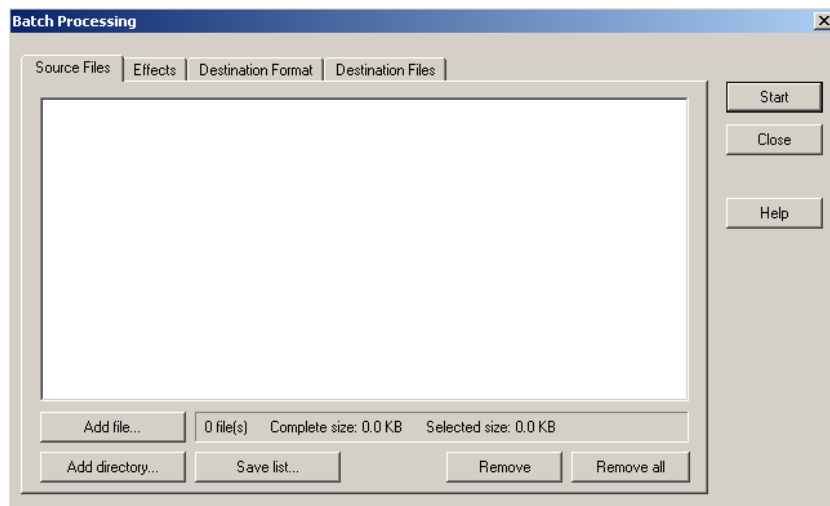 Batch Processing
Source Files Effects Destination Format Destination Files
Start
Close
Help
Add file... 0 file(s) Complete size: 0.0 KB Selected size: 0.0 KB
Add directory... Save list... Remove Remove all